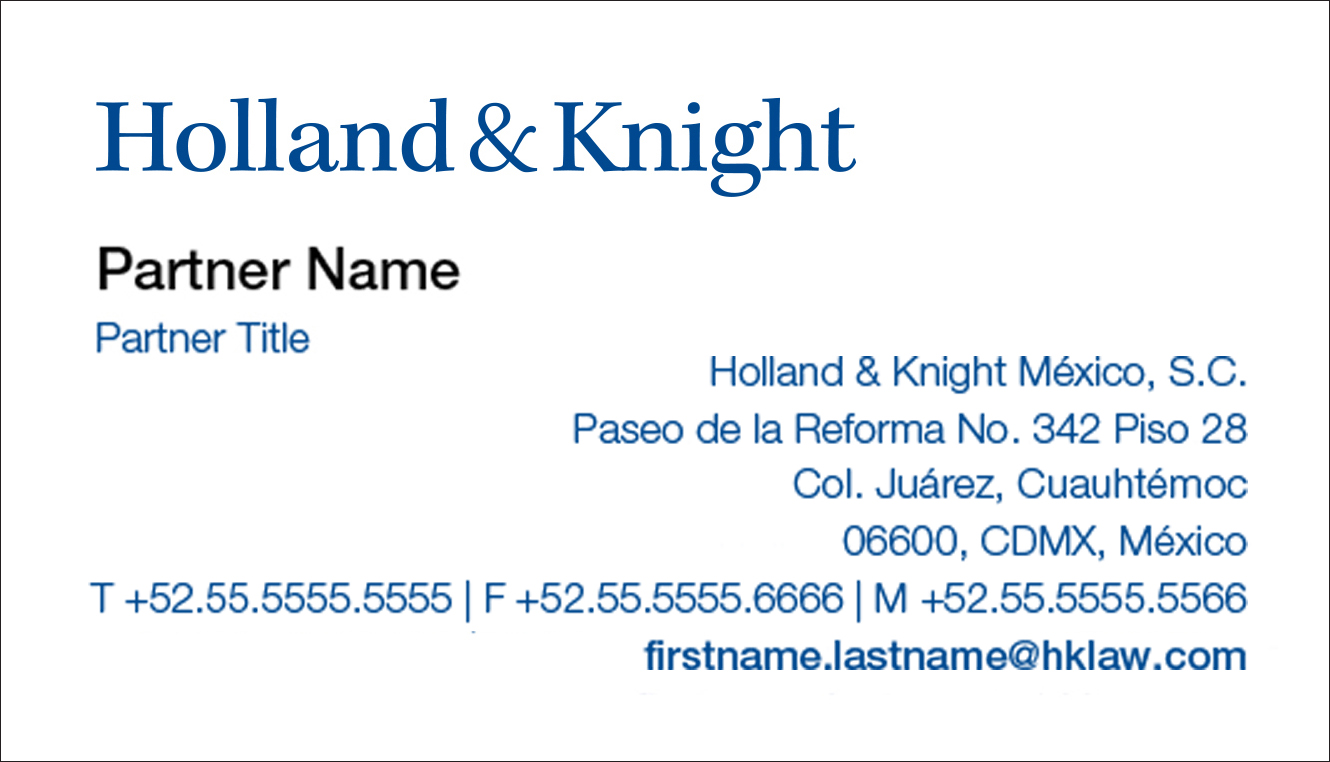 Holland & Knight
Partner Name
Partner Title
Holland & Knight México, S.C.
Paseo de la Reforma No. 342 Piso 28
Col. Juárez, Cuauhtémoc
06600, CDMX, México
T +52.55.5555.5555 | F +52.55.5555.6666 | M +52.55.5555.5566
firstname.lastname@hklaw.com